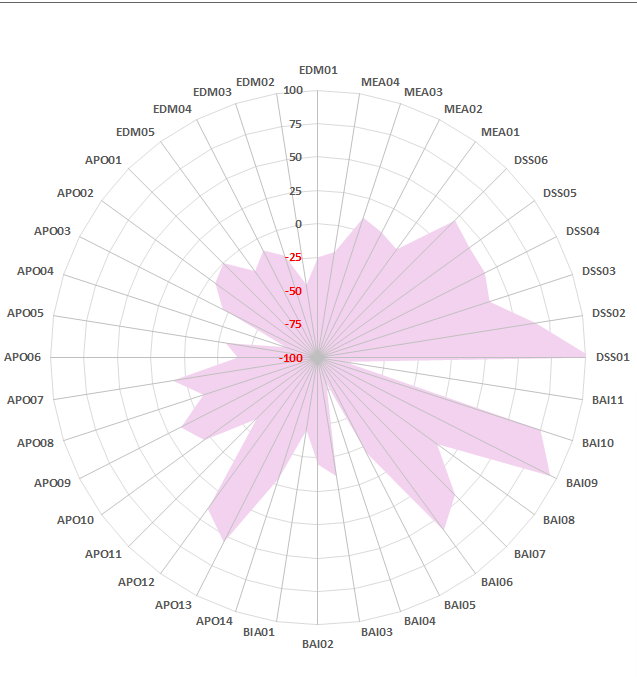 EDM01
EDM02
MEA04
EDM03
MEA03
100
EDM04
MEA02
75
EDM05
MEA01
50
APO01
DSS06
25
APO02
DSS05
0
APO03
DSS04
-25
APO04
DSS03
-50
APO05
DSS02
-75
APO06
-100
DSS01
APO07
BAI11
APO08
BAI10
APO09
BAI09
APO10
BAI08
APO11
BAI07
APO12
BAI06
APO13
BAI05
APO14
BAI04
BIA01
BAI03
BAI02